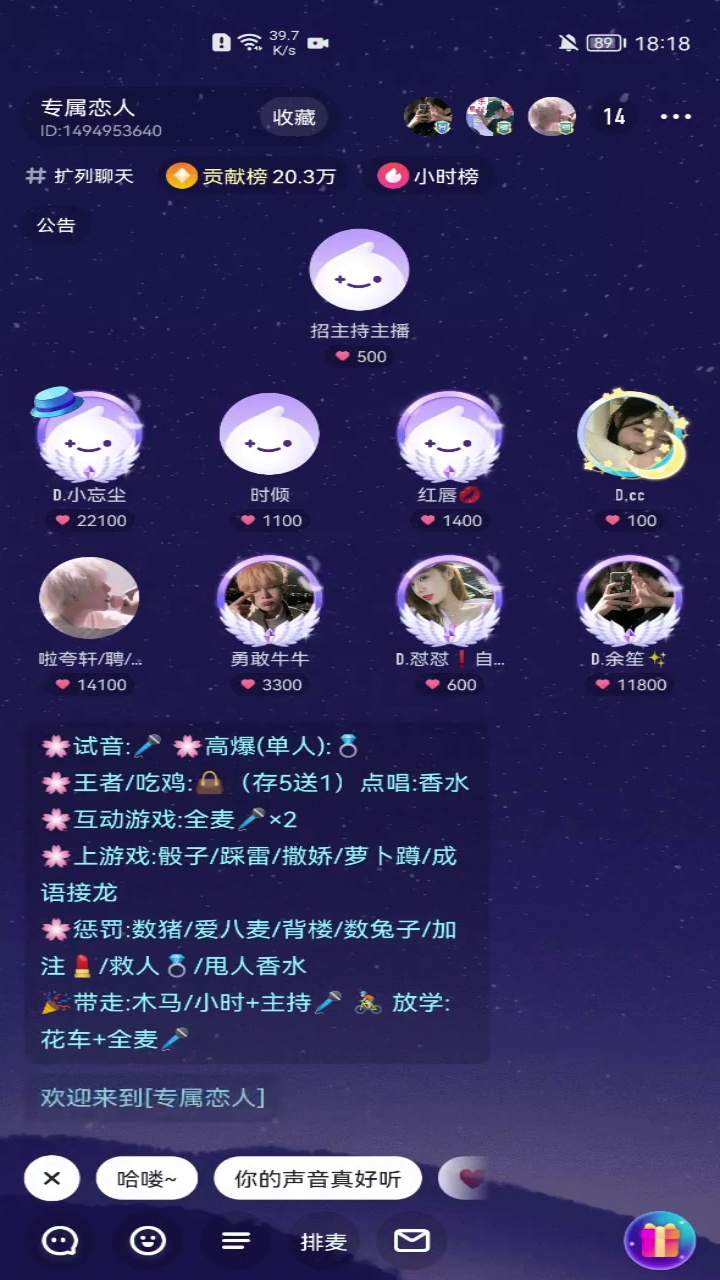 39.7 K/s
89 18:18
专属恋人
ID:1494953640
收藏
14
# 扩列聊天
贡献榜 20.3万
小时榜
公告
招主持主播
500
D.小忘尘
时倾
红唇💋
D.cc
22100
1100
1400
100
啦夸轩/聘/...
勇敢牛牛
D.怼怼❗自...
D.余笙✨
14100
3300
600
11800
🌸试音:🎤 🌸高爆(单人):💍
🌸王者/吃鸡:👜（存5送1）点唱:香水
🌸互动游戏:全麦🎤×2
🌸上游戏:骰子/踩雷/撒娇/萝卜蹲/成
语接龙
🌸惩罚:数猪/爱八麦/背楼/数兔子/加
注💄/救人💍/甩人香水
🎉带走:木马/小时+主持🎤 🚴 放学:
花车+全麦🎤
欢迎来到[专属恋人]
哈喽~
你的声音真好听
排麦